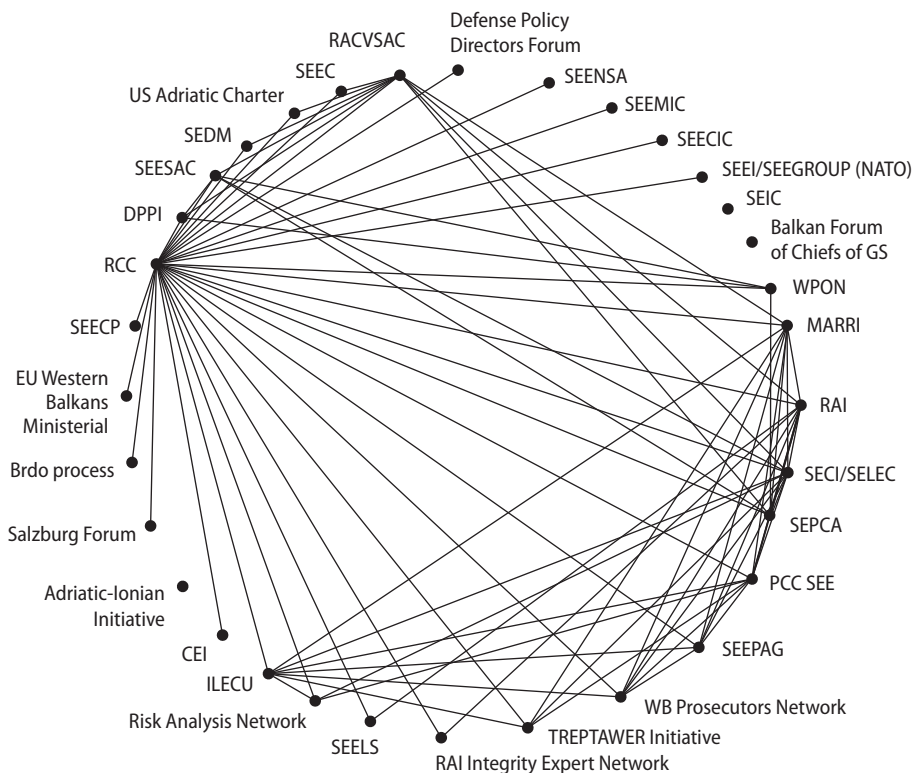 Defense Policy
Directors Forum
RACVSAC
SEEC
SEENSA
US Adriatic Charter
SEEMIC
SEDM
SEECIC
SEESAC
SEEI/SEEGROUP (NATO)
SEIC
DPPI
Balkan Forum
of Chiefs of GS
RCC
WPON
SEECP
MARRI
EU Western
Balkans
Ministerial
RAI
Brdo process
SECI/SELEC
Salzburg Forum
SEPCA
PCC SEE
Adriatic-Ionian
Initiative
CEI
SEEPAG
ILECU
WB Prosecutors Network
Risk Analysis Network
TREPTAWER Initiative
SEELS
RAI Integrity Expert Network